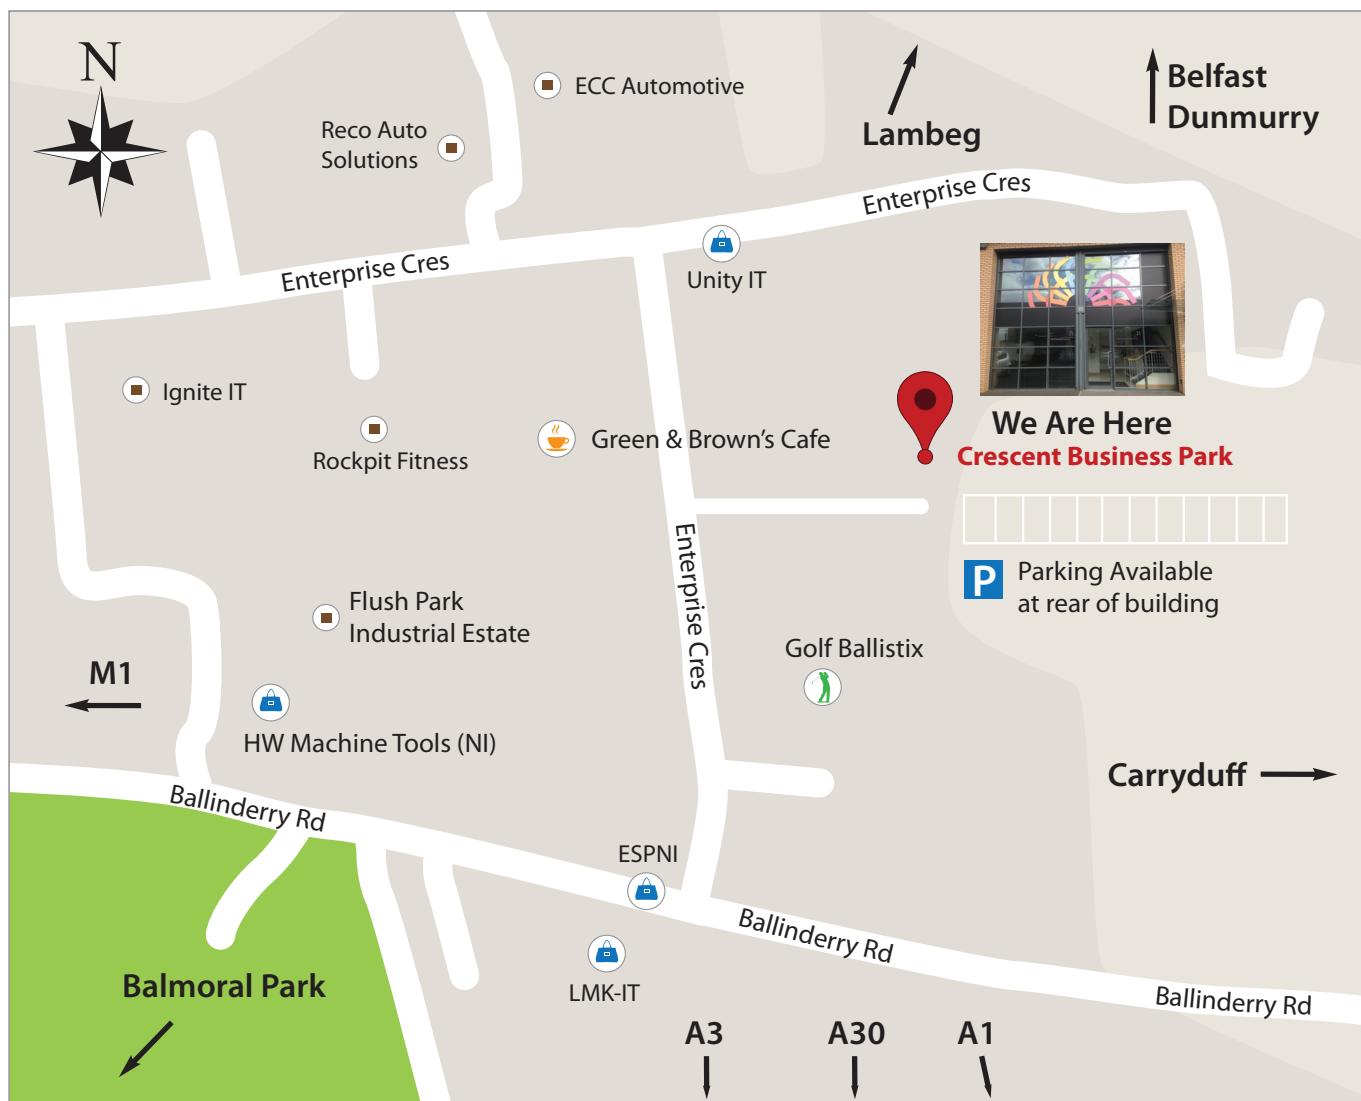 N
ECC Automotive
Reco Auto
Solutions
Lambeg
Belfast
Dunmurry
Enterprise Cres
Enterprise Cres
Unity IT
Ignite IT
Rockpit Fitness
Green & Brown's Cafe
We Are Here
Crescent Business Park
Enterprise Cres
P
Parking Available
at rear of building
Flush Park
Industrial Estate
Golf Ballistix
M1
HW Machine Tools (NI)
Carryduff
Ballinderry Rd
ESPNI
Ballinderry Rd
LMK-IT
Balmoral Park
Ballinderry Rd
A3
A30
A1